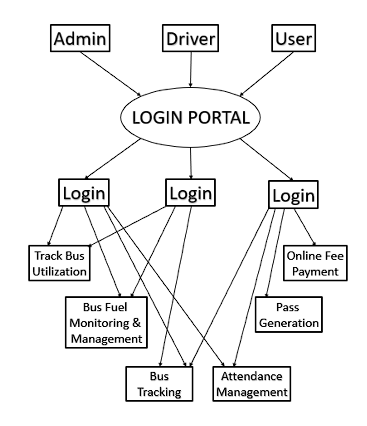 Admin
Driver
User
LOGIN PORTAL
Login
Login
Login
Track Bus
Utilization
Online Fee
Payment
Bus Fuel
Monitoring &
Management
Pass
Generation
Bus
Tracking
Attendance
Management